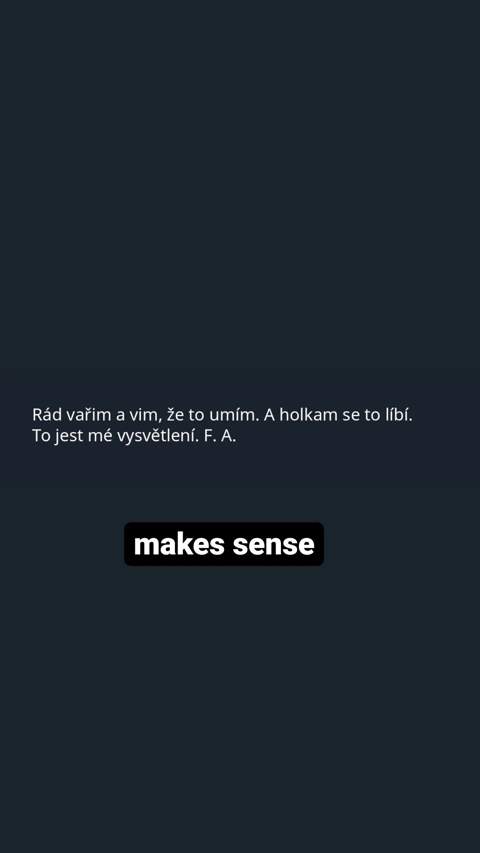 Rád vařim a vim, že to umím. A holkam se to líbí.
To jest mé vysvětlení. F. A.
makes sense